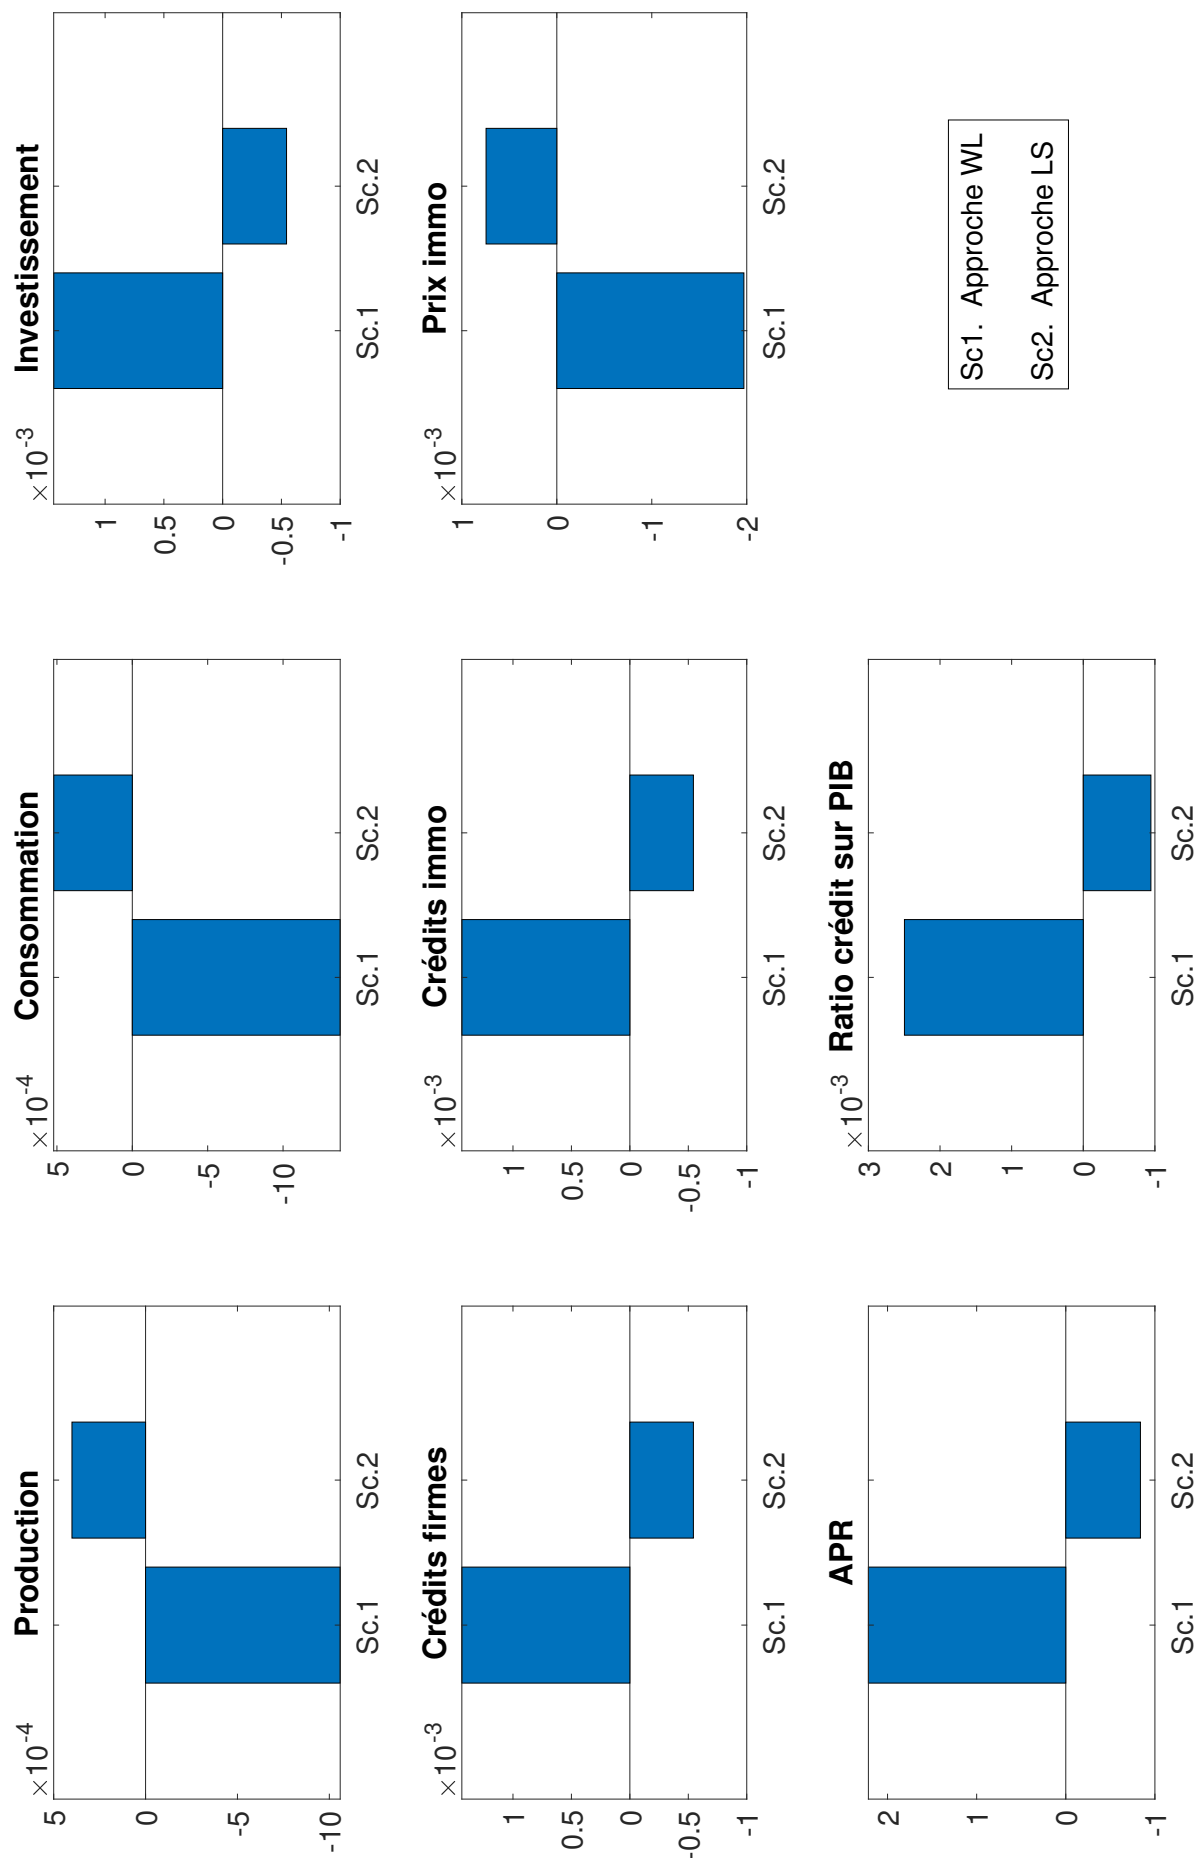 Production
×10-4
5
0
-5
-10
Sc.1 Sc.2
Consommation
×10-4
5
0
-5
-10
Sc.1 Sc.2
Investissement
×10-3
1
0.5
0
-0.5
-1
Sc.1 Sc.2
Crédits firmes
×10-3
1
0.5
0
-0.5
-1
Sc.1 Sc.2
Crédits immo
×10-3
1
0.5
0
-0.5
-1
Sc.1 Sc.2
Prix immo
×10-3
1
0
-1
-2
Sc.1 Sc.2
APR
2
1
0
-1
Sc.1 Sc.2
×10-3 Ratio crédit sur PIB
3
2
1
0
-1
Sc.1 Sc.2
Sc1. Approche WL
Sc2. Approche LS